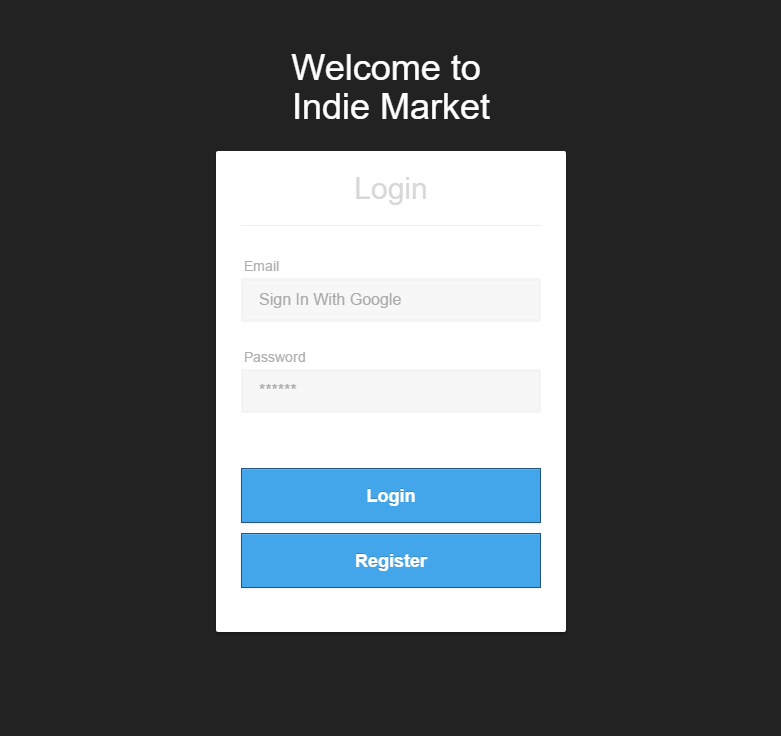 Welcome to
Indie Market
Login
Email
Sign In With Google
Password
******
Login
Register